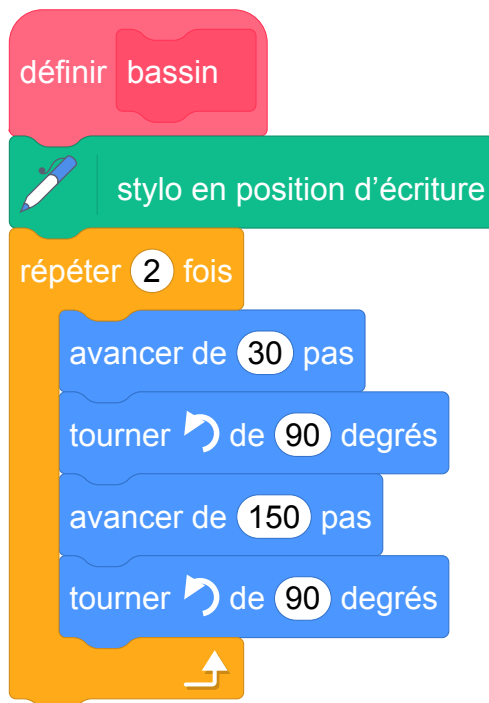 définir bassin
stylo en position d’écriture
répéter 2 fois
avancer de 30 pas
tourner de 90 degrés
avancer de 150 pas
tourner de 90 degrés